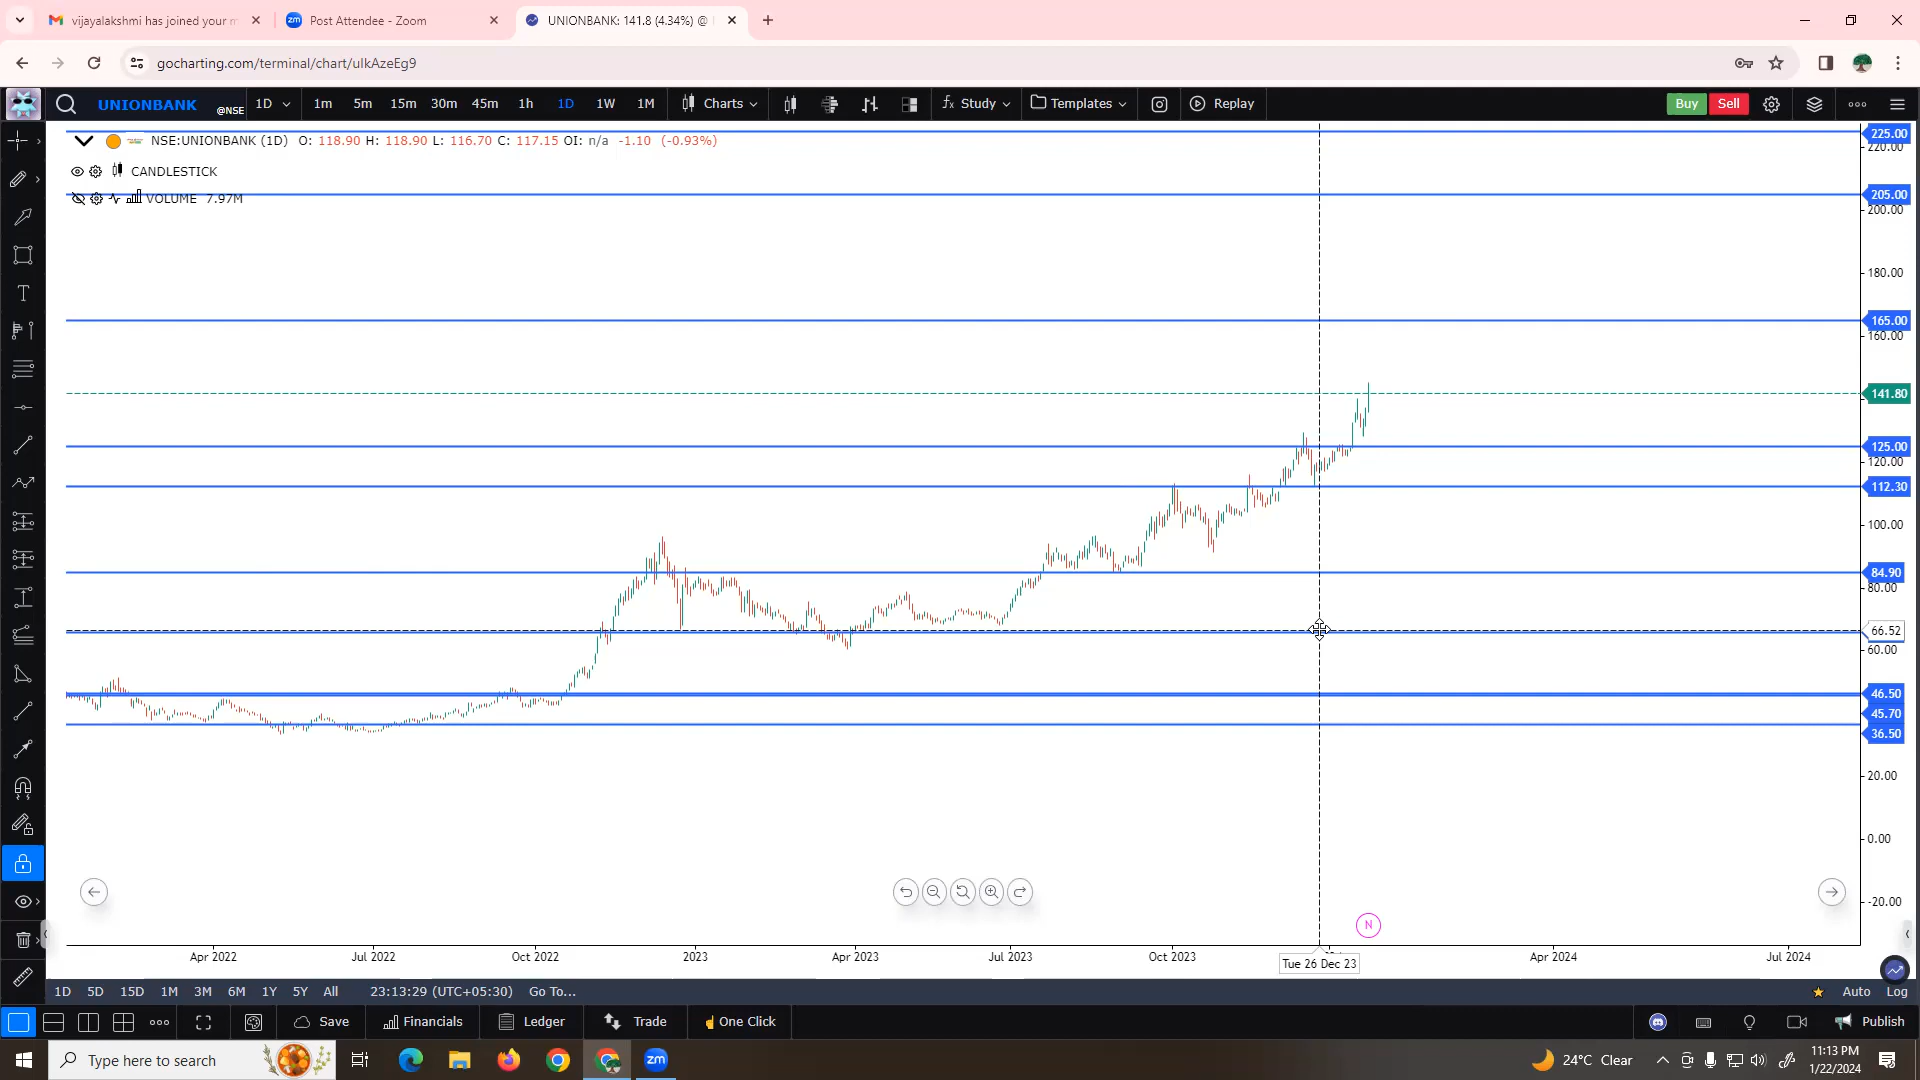 vijayalakshmi has joined your m
Post Attendee - Zoom
UNIONBANK: 141.8 (4.34%) @
gocharting.com/terminal/chart/ulkAzeEg9
UNIONBANK @NSE 1D 1m 5m 15m 30m 45m 1h 1D 1W 1M Charts Study Templates Replay Buy Sell
NSE:UNIONBANK (1D) O: 118.90 H: 118.90 L: 116.70 C: 117.15 OI: n/a -1.10 (-0.93%)
CANDLESTICK
VOLUME 7.97M
225.00
220.00
205.00
200.00
180.00
165.00
160.00
141.80
125.00
120.00
112.30
100.00
84.90
80.00
66.52
60.00
46.50
45.70
36.50
20.00
0.00
-20.00
N
Apr 2022 Jul 2022 Oct 2022 2023 Apr 2023 Jul 2023 Oct 2023 Tue 26 Dec 23 Apr 2024 Jul 2024
1D 5D 15D 1M 3M 6M 1Y 5Y All 23:13:29 (UTC+05:30) Go To... Auto Log
Save Financials Ledger Trade One Click Publish
Type here to search
zm
24°C Clear
11:13 PM
1/22/2024